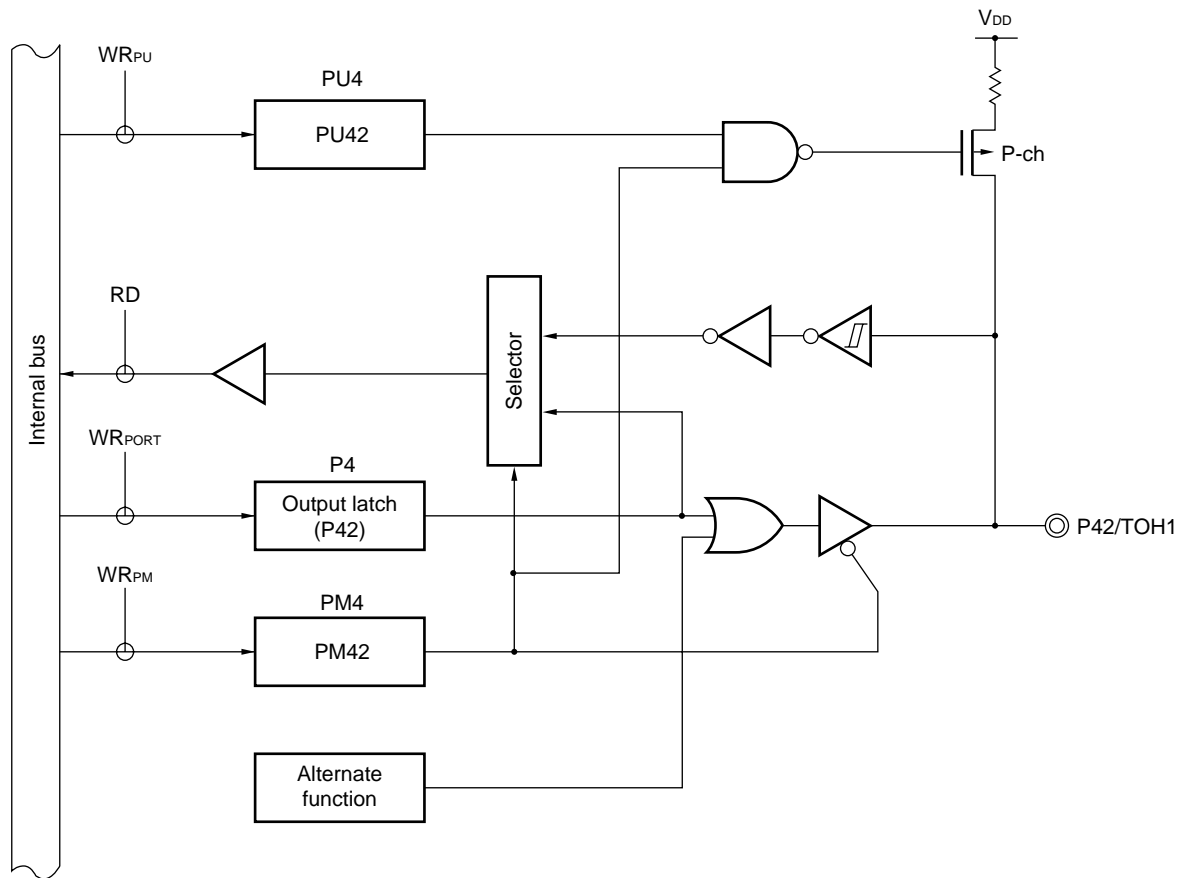 VDD
WRPU
PU4
PU42
P-ch
RD
Selector
Internal bus
WRPORT
P4
Output latch
(P42)
P42/TOH1
WRPM
PM4
PM42
Alternate
function